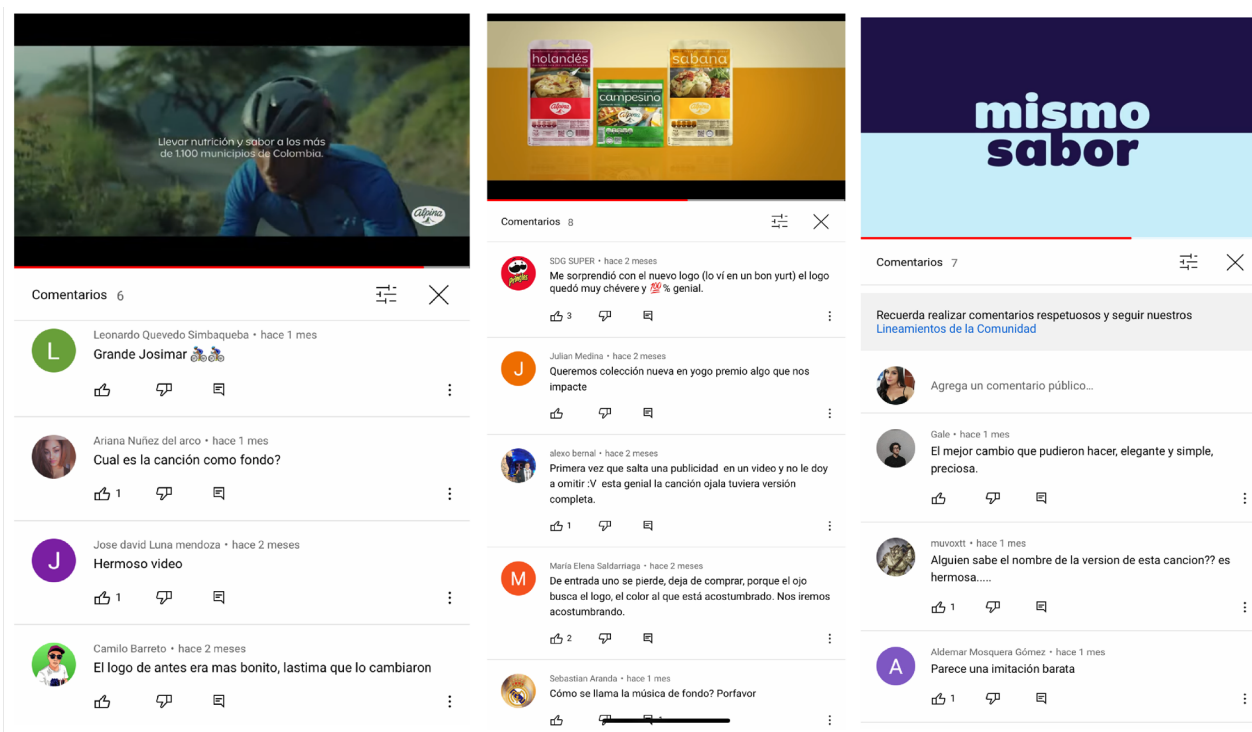 Llevar nutrición y sabor a los más
de 1.100 municipios de Colombia.
Alpina
Comentarios 6
Leonardo Quevedo Simbaqueba • hace 1 mes
Grande Josimar 🚴🚴
Ariana Nuñez del arco • hace 1 mes
Cual es la canción como fondo?
1
Jose david Luna mendoza • hace 2 meses
Hermoso video
1
Camilo Barreto • hace 2 meses
El logo de antes era mas bonito, lastima que lo cambiaron
holandés
campesino
sabana
Alpina
Alpina
Alpina
Comentarios 8
SDG SUPER • hace 2 meses
Me sorprendió con el nuevo logo (lo ví en un bon yurt) el logo
quedó muy chévere y 💯 % genial.
3
Julian Medina • hace 2 meses
Queremos colección nueva en yogo premio algo que nos
impacte
alexo bernal • hace 2 meses
Primera vez que salta una publicidad en un video y no le doy
a omitir :V esta genial la canción ojala tuviera versión
completa.
1
María Elena Saldarriaga • hace 2 meses
De entrada uno se pierde, deja de comprar, porque el ojo
busca el logo, el color al que está acostumbrado. Nos iremos
acostumbrando.
2
Sebastian Aranda • hace 1 mes
Cómo se llama la música de fondo? Porfavor
mismo
sabor
Comentarios 7
Recuerda realizar comentarios respetuosos y seguir nuestros
Lineamientos de la Comunidad
Agrega un comentario público...
Gale • hace 1 mes
El mejor cambio que pudieron hacer, elegante y simple,
preciosa.
muvoxtt • hace 1 mes
Alguien sabe el nombre de la version de esta cancion?? es
hermosa.....
1
Aldemar Mosquera Gómez • hace 1 mes
Parece una imitación barata
1